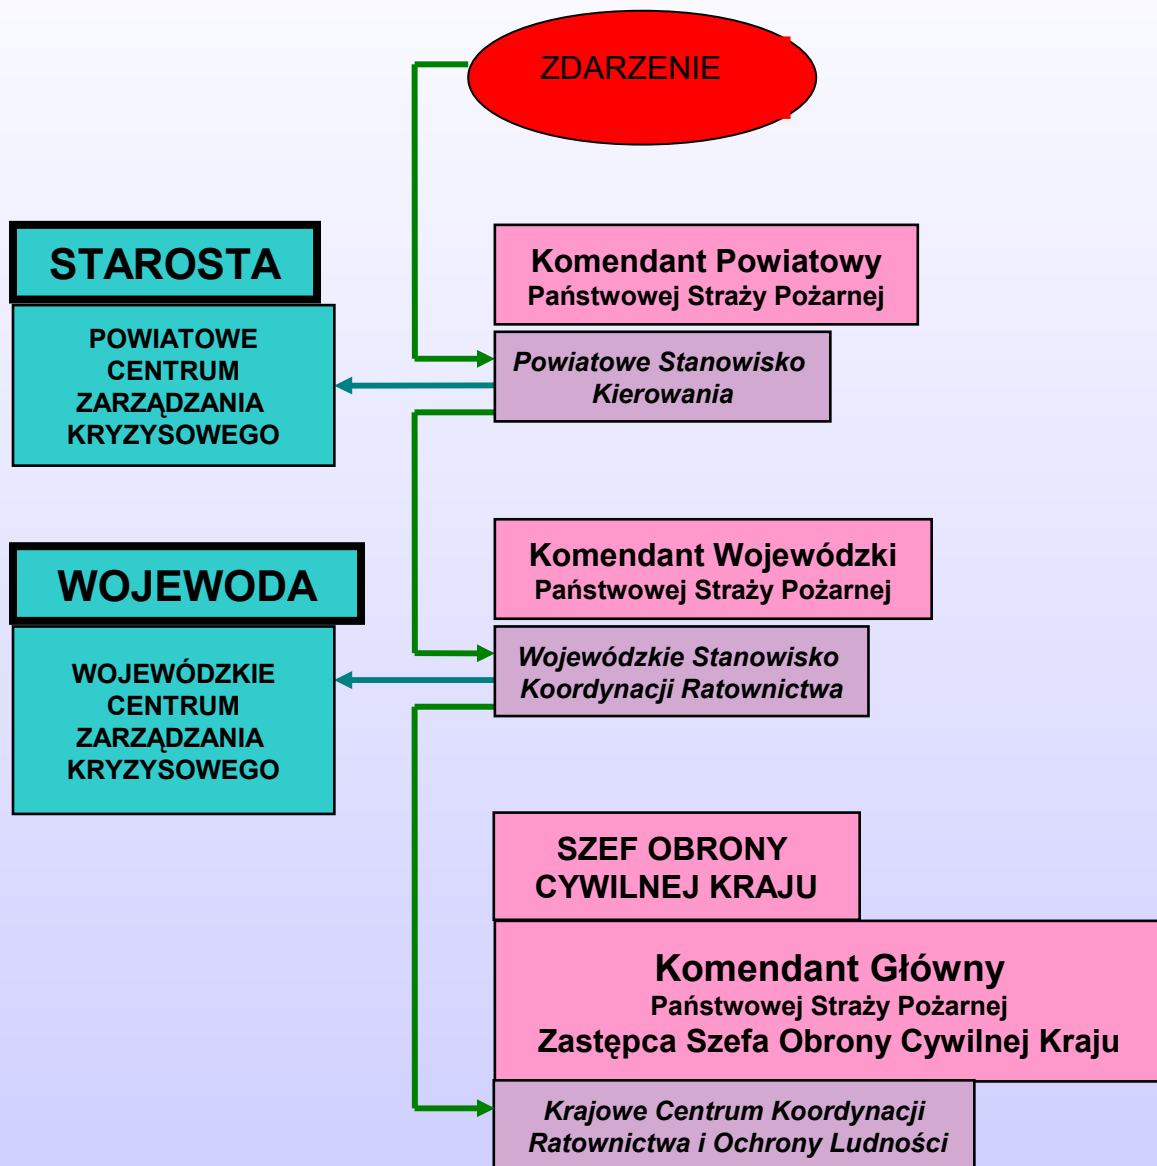 ZDARZENIE
STAROSTA
POWIATOWE
CENTRUM
ZARZĄDZANIA
KRYZYSOWEGO
Komendant Powiatowy
Państwowej Straży Pożarnej
Powiatowe Stanowisko
Kierowania
WOJEWODA
WOJEWÓDZKIE
CENTRUM
ZARZĄDZANIA
KRYZYSOWEGO
Komendant Wojewódzki
Państwowej Straży Pożarnej
Wojewódzkie Stanowisko
Koordynacji Ratownictwa
SZEF OBRONY
CYWILNEJ KRAJU
Komendant Główny
Państwowej Straży Pożarnej
Zastępca Szefa Obrony Cywilnej Kraju
Krajowe Centrum Koordynacji
Ratownictwa i Ochrony Ludności